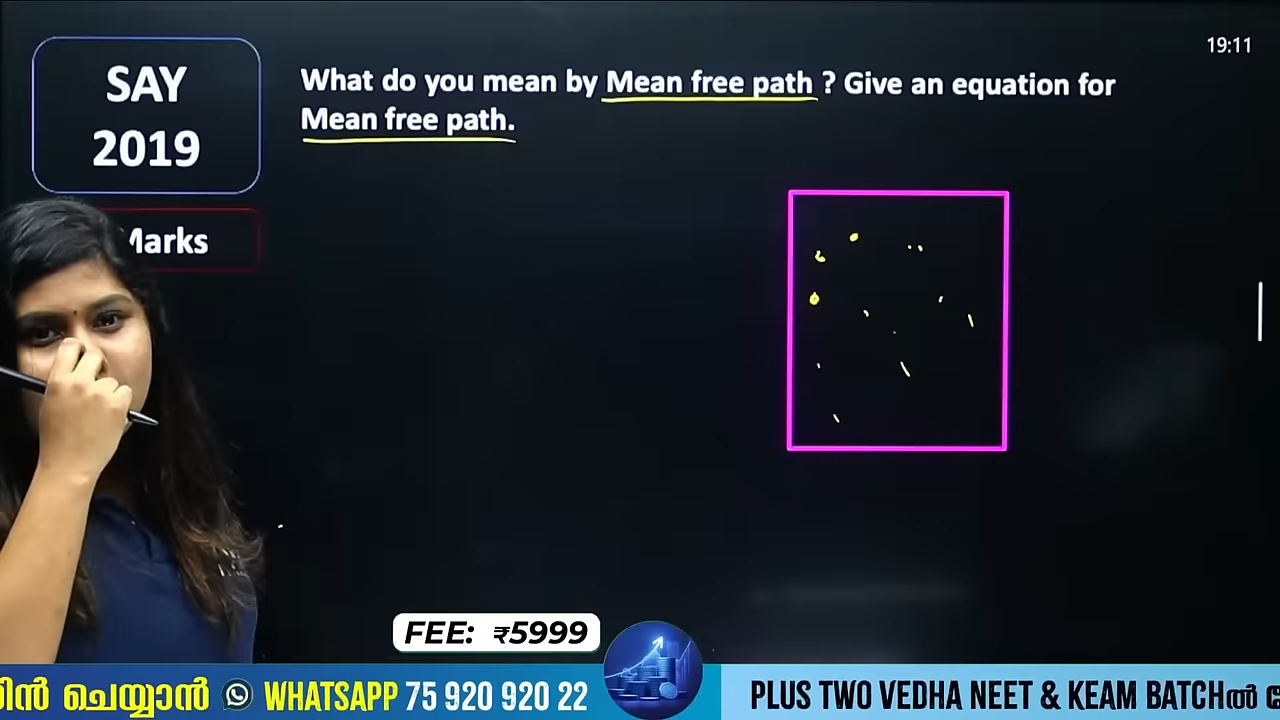 19:11
SAY
2019
What do you mean by Mean free path ? Give an equation for
Mean free path.
Marks
FEE: ₹5999
ചെയ്യാൻ WHATSAPP 75 920 920 22
PLUS TWO VEDHA NEET & KEAM BATCHൽ